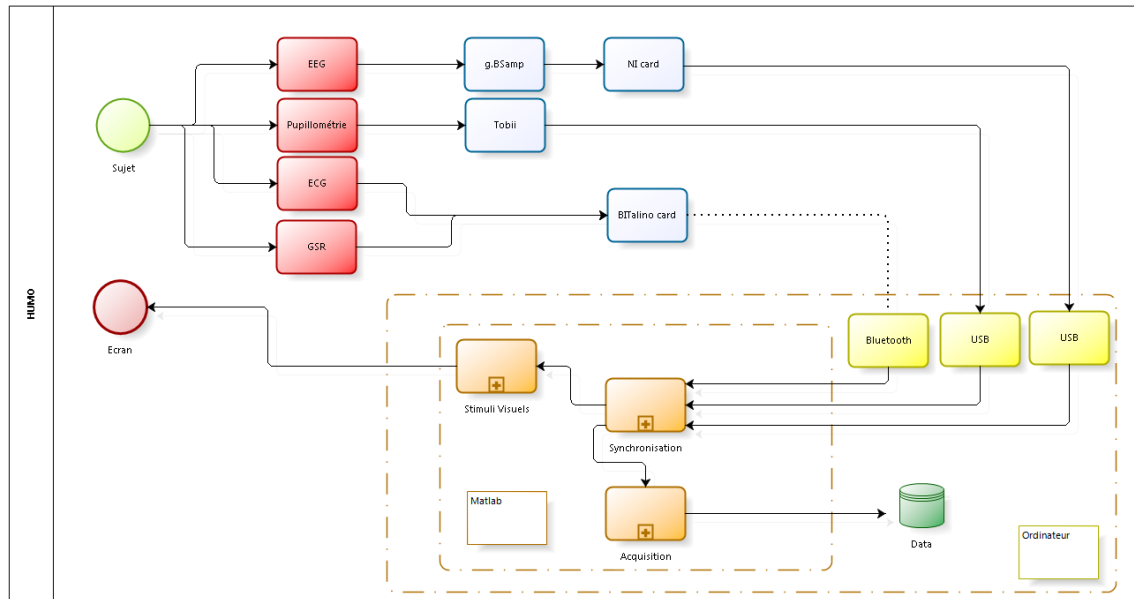 HUMO
EEG
g.BSamp
NI card
Pupillométrie
Tobii
Sujet
ECG
BITalino card
GSR
Ecran
Bluetooth
USB
USB
Stimuli Visuels
Synchronisation
Matlab
Acquisition
Data
Ordinateur